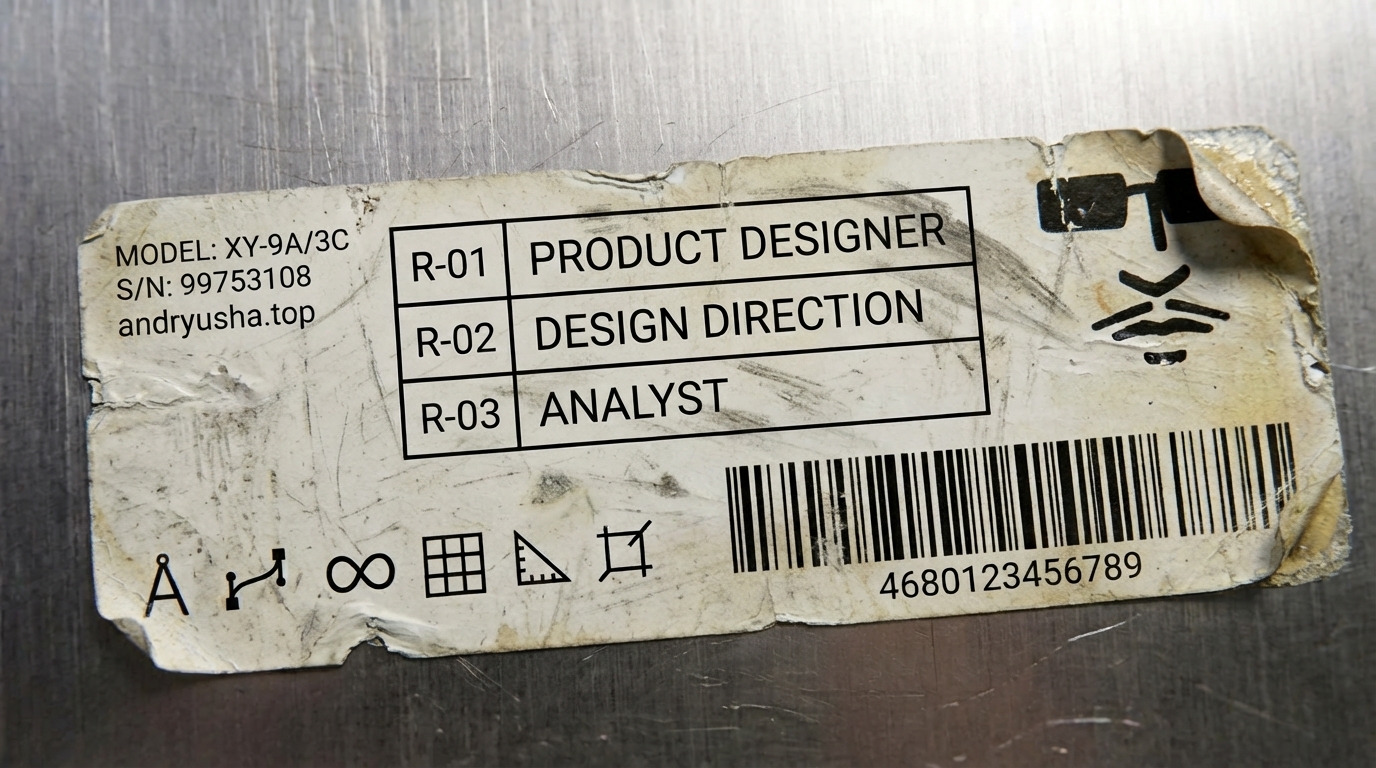 MODEL: XY-9A/3C
S/N: 99753108
andryusha.top
R-01 PRODUCT DESIGNER
R-02 DESIGN DIRECTION
R-03 ANALYST
4680123456789